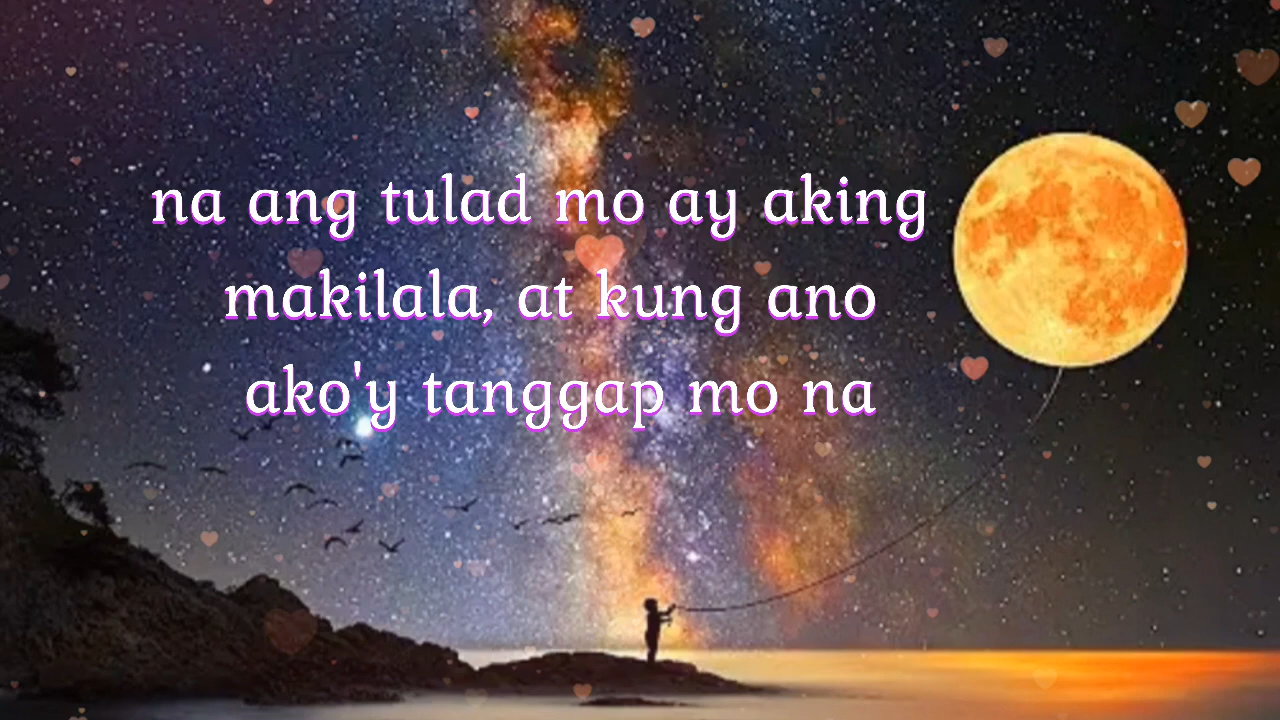 na ang tulad mo ay aking
makilala, at kung ano
ako'y tanggap mo na